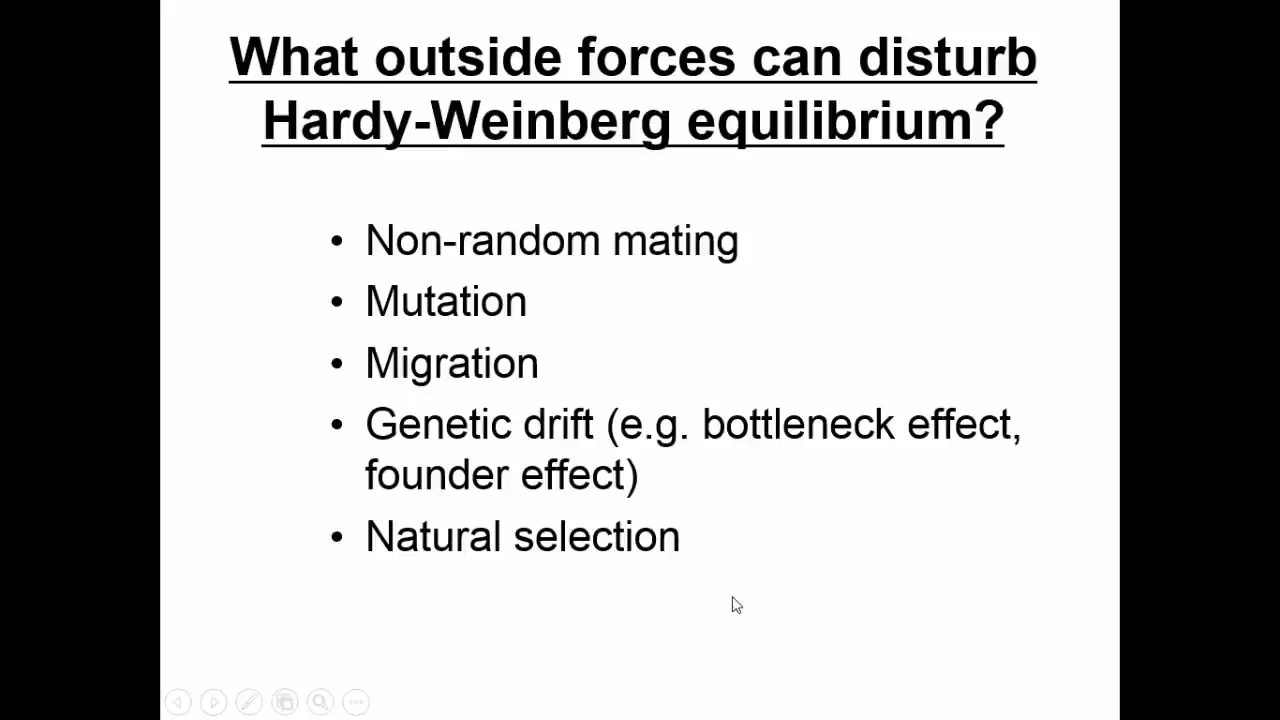 What outside forces can disturb
Hardy-Weinberg equilibrium?
• Non-random mating
• Mutation
• Migration
• Genetic drift (e.g. bottleneck effect,
founder effect)
• Natural selection